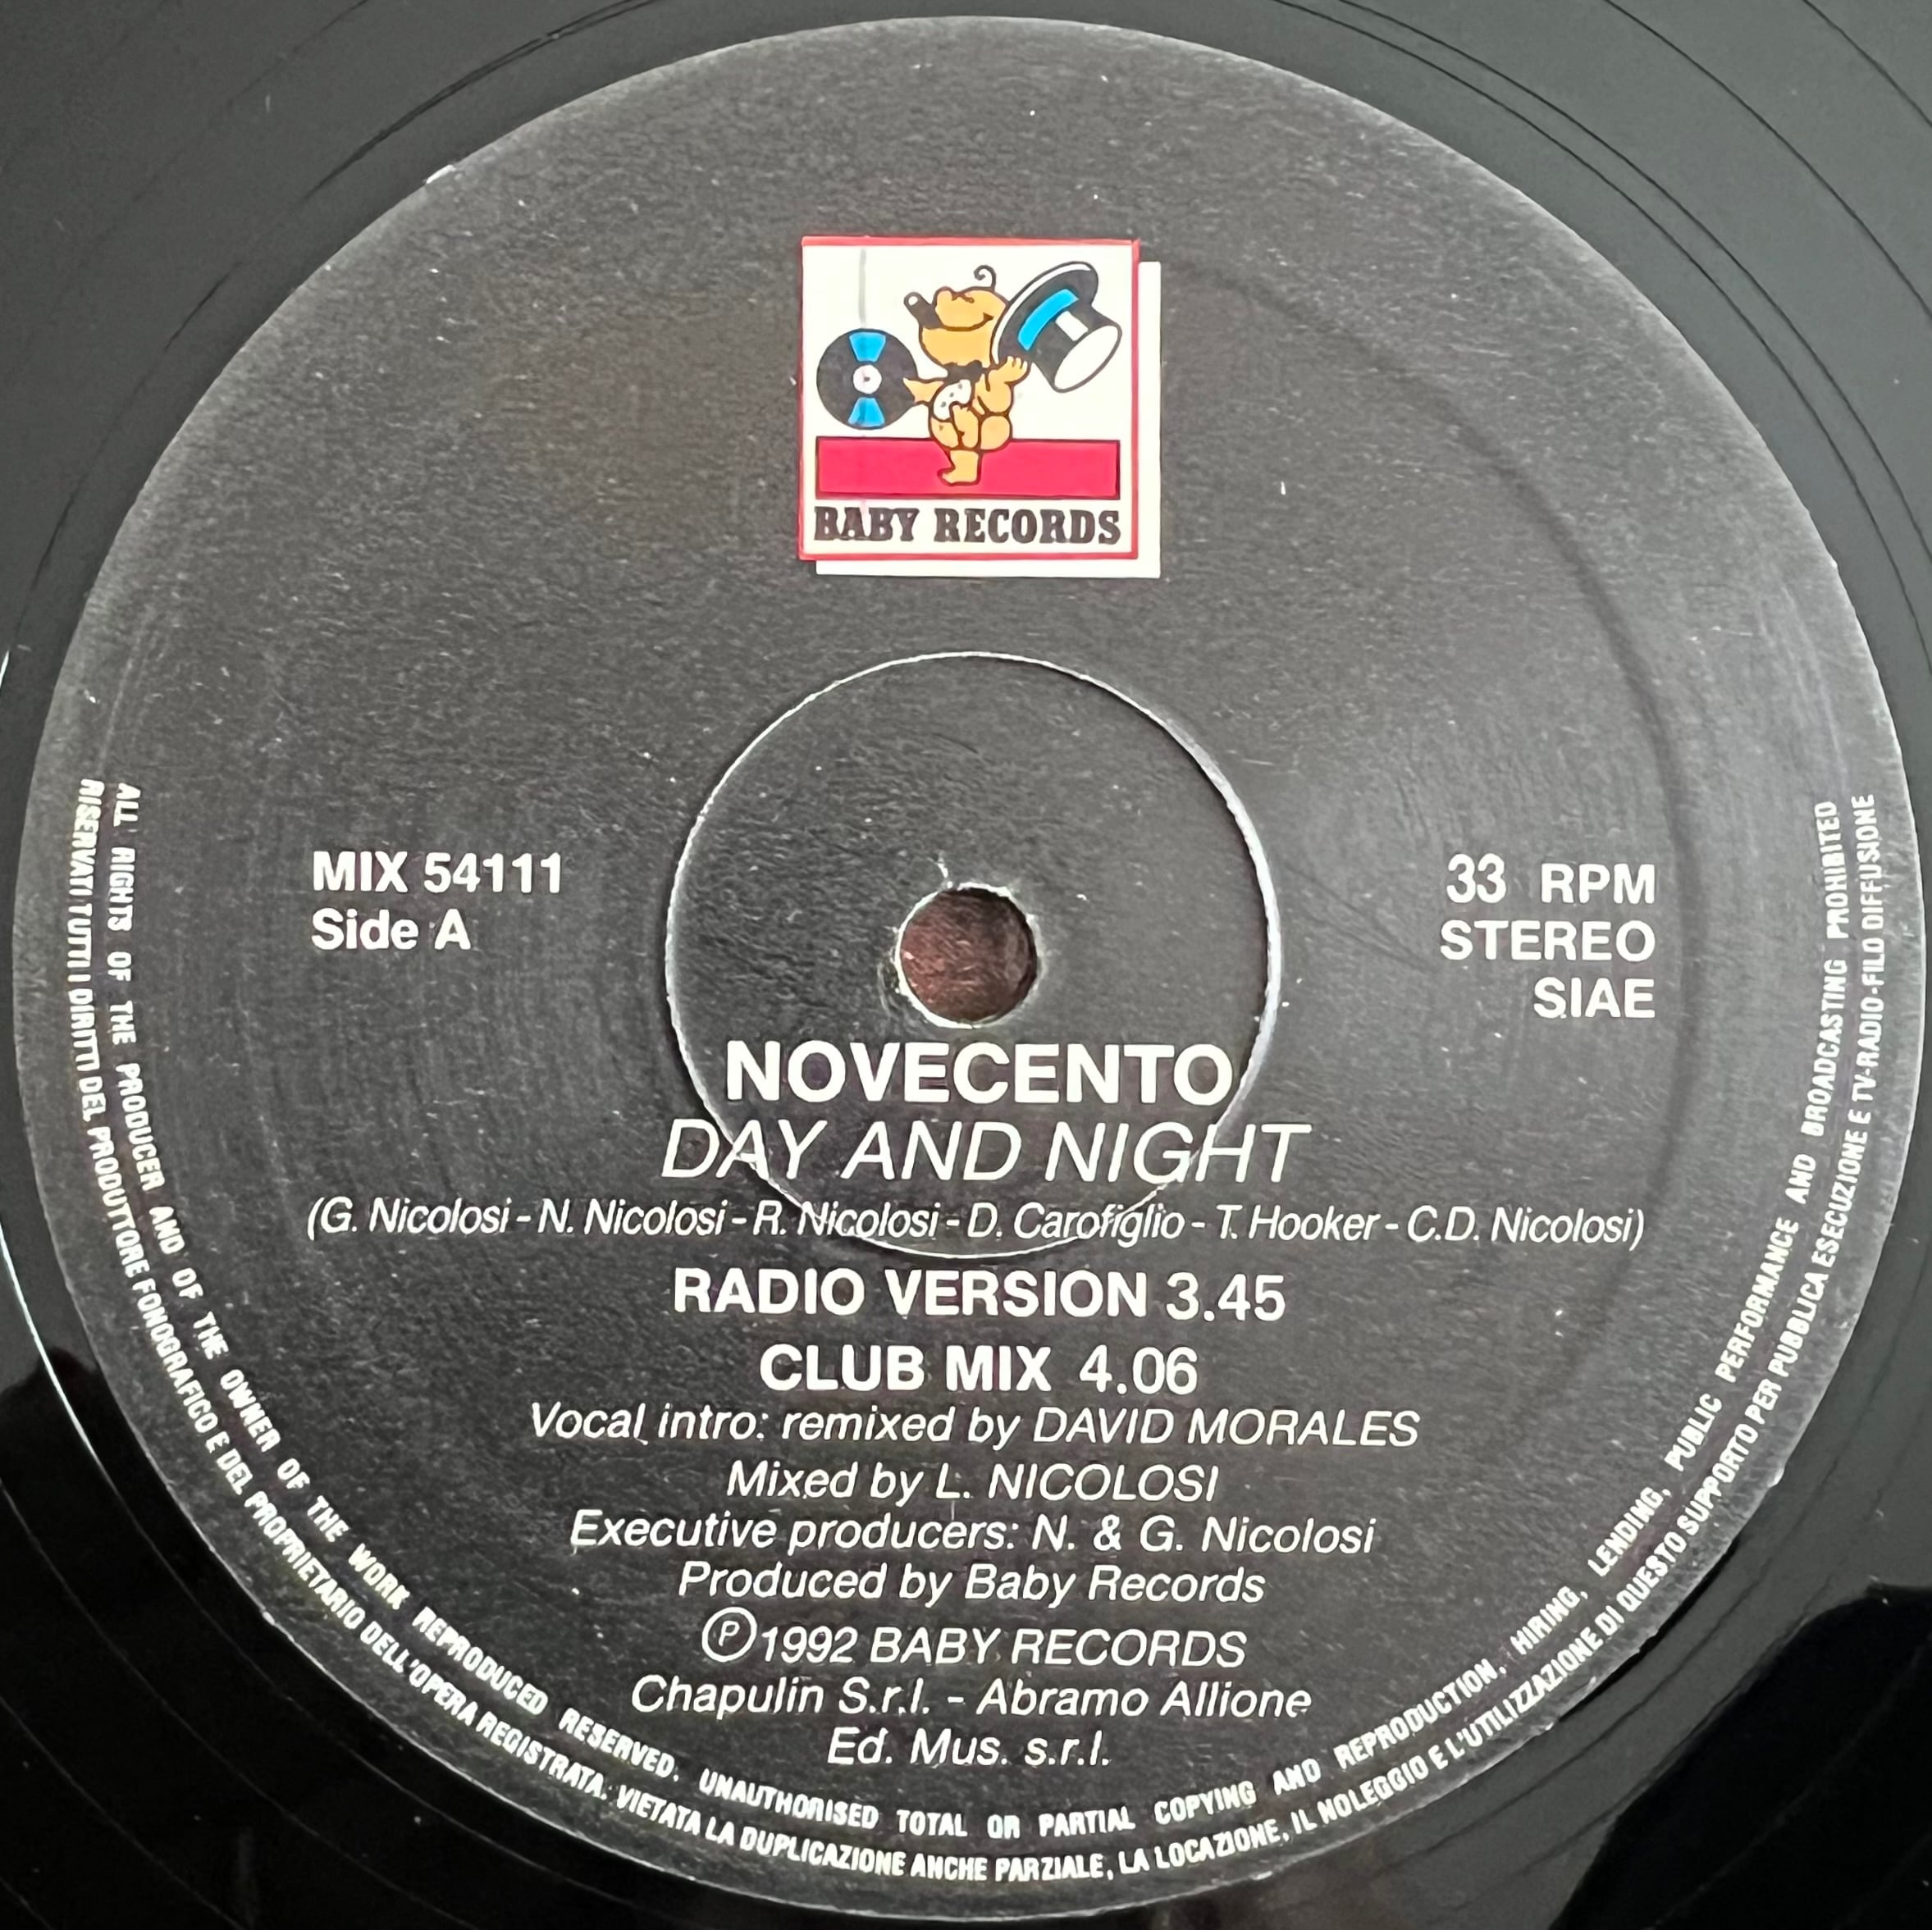 BABY RECORDS
MIX 54111
Side A
33 RPM
STEREO
SIAE
NOVECENTO
DAY AND NIGHT
(G. Nicolosi - N. Nicolosi - R. Nicolosi - D. Carofiglio - T. Hooker - C.D. Nicolosi)
RADIO VERSION 3.45
CLUB MIX 4.06
Vocal intro: remixed by DAVID MORALES
Mixed by L. NICOLOSI
Executive producers: N. & G. Nicolosi
Produced by Baby Records
℗1992 BABY RECORDS
Chapulin S.r.l. - Abramo Allione
Ed. Mus. s.r.l.
ALL RIGHTS OF THE PRODUCER AND OF THE OWNER OF THE WORK REPRODUCED RESERVED. UNAUTHORISED TOTAL OR PARTIAL COPYING AND REPRODUCTION, HIRING, LENDING, PUBLIC PERFORMANCE AND BROADCASTING PROHIBITED
RISERVATI TUTTI I DIRITTI DEL PRODUTTORE FONOGRAFICO E DEL PROPRIETARIO DELL'OPERA REGISTRATA. VIETATA LA DUPLICAZIONE ANCHE PARZIALE, LA LOCAZIONE, IL NOLEGGIO E L'UTILIZZAZIONE DI QUESTO SUPPORTO PER PUBBLICA ESECUZIONE E TV-RADIO-FILO DIFFUSIONE